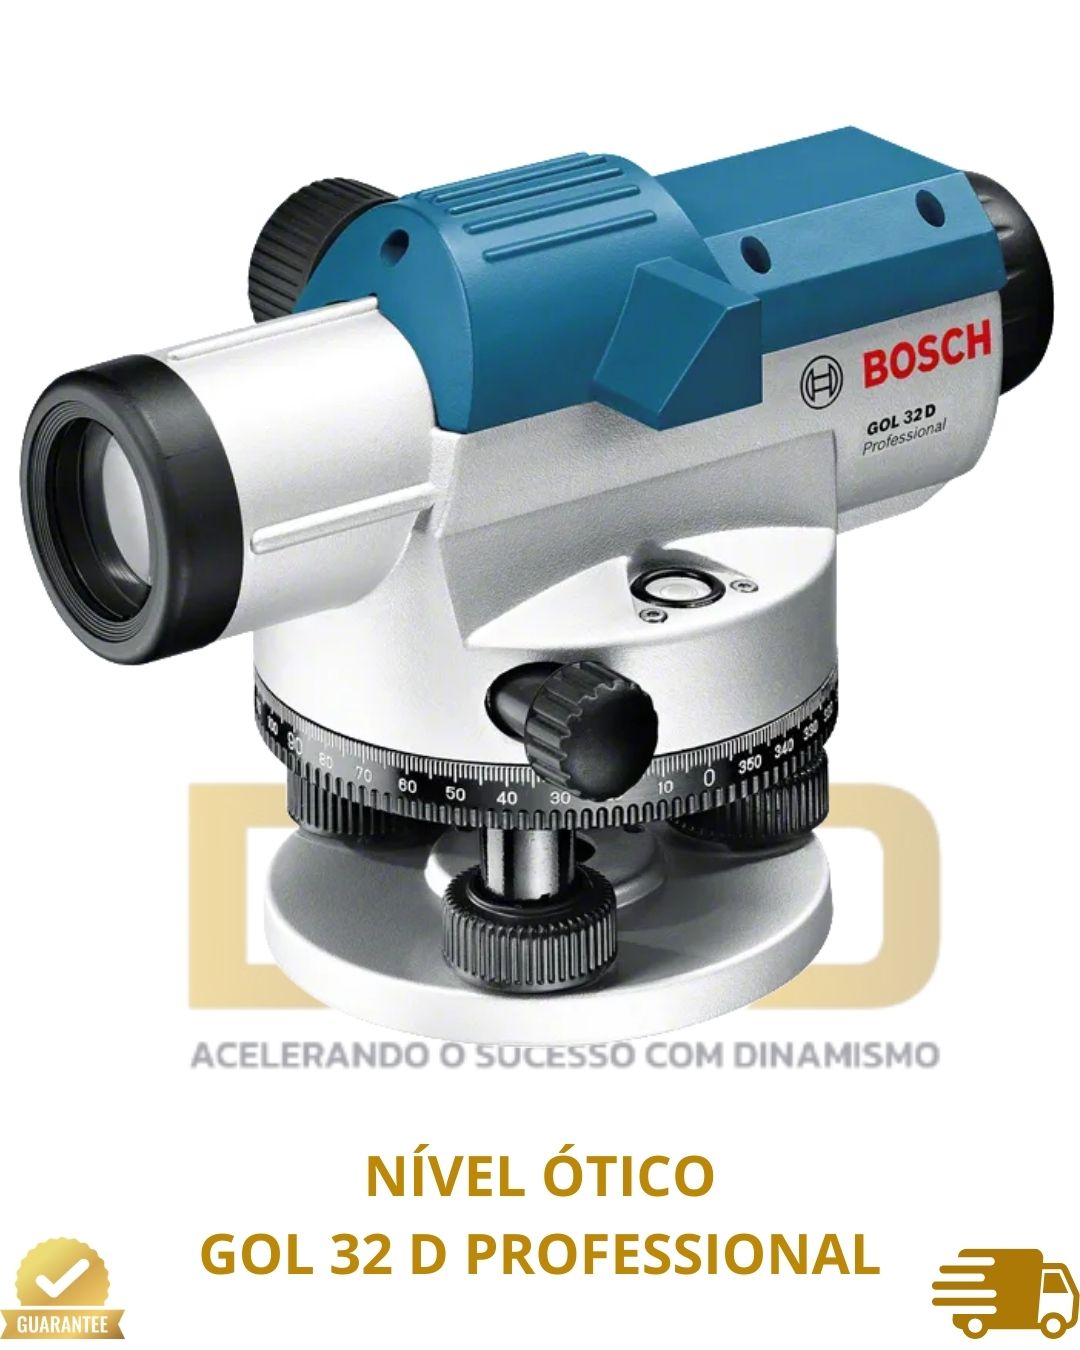 BOSCH
GOL 32 D
Professional
100 90 80 70 60 50 40 30 10 0 350 340 330
ACELERANDO O SUCESSO COM DINAMISMO
NÍVEL ÓTICO
GOL 32 D PROFESSIONAL
GUARANTEE